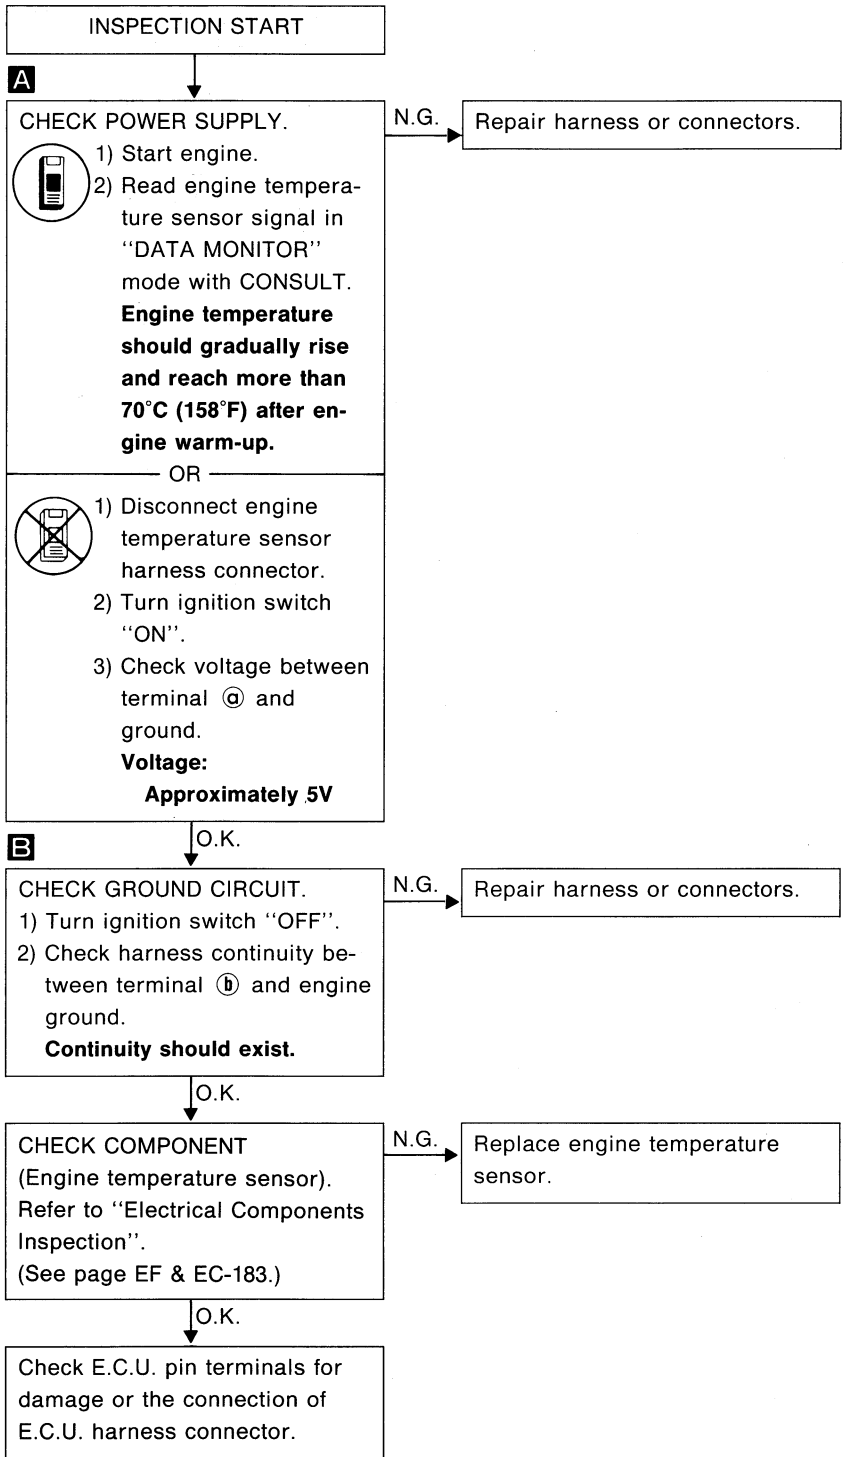 INSPECTION START
A
CHECK POWER SUPPLY.
1) Start engine.
2) Read engine tempera-
ture sensor signal in
‘‘DATA MONITOR’’
mode with CONSULT.
Engine temperature
should gradually rise
and reach more than
70°C (158°F) after en-
gine warm-up.
N.G.
Repair harness or connectors.
OR
1) Disconnect engine
temperature sensor
harness connector.
2) Turn ignition switch
‘‘ON’’.
3) Check voltage between
terminal ⓐ and
ground.
Voltage:
Approximately 5V
O.K.
B
CHECK GROUND CIRCUIT.
1) Turn ignition switch ‘‘OFF’’.
2) Check harness continuity be-
tween terminal ⓑ and engine
ground.
Continuity should exist.
N.G.
Repair harness or connectors.
O.K.
CHECK COMPONENT
(Engine temperature sensor).
Refer to ‘‘Electrical Components
Inspection’’.
(See page EF & EC-183.)
N.G.
Replace engine temperature
sensor.
O.K.
Check E.C.U. pin terminals for
damage or the connection of
E.C.U. harness connector.